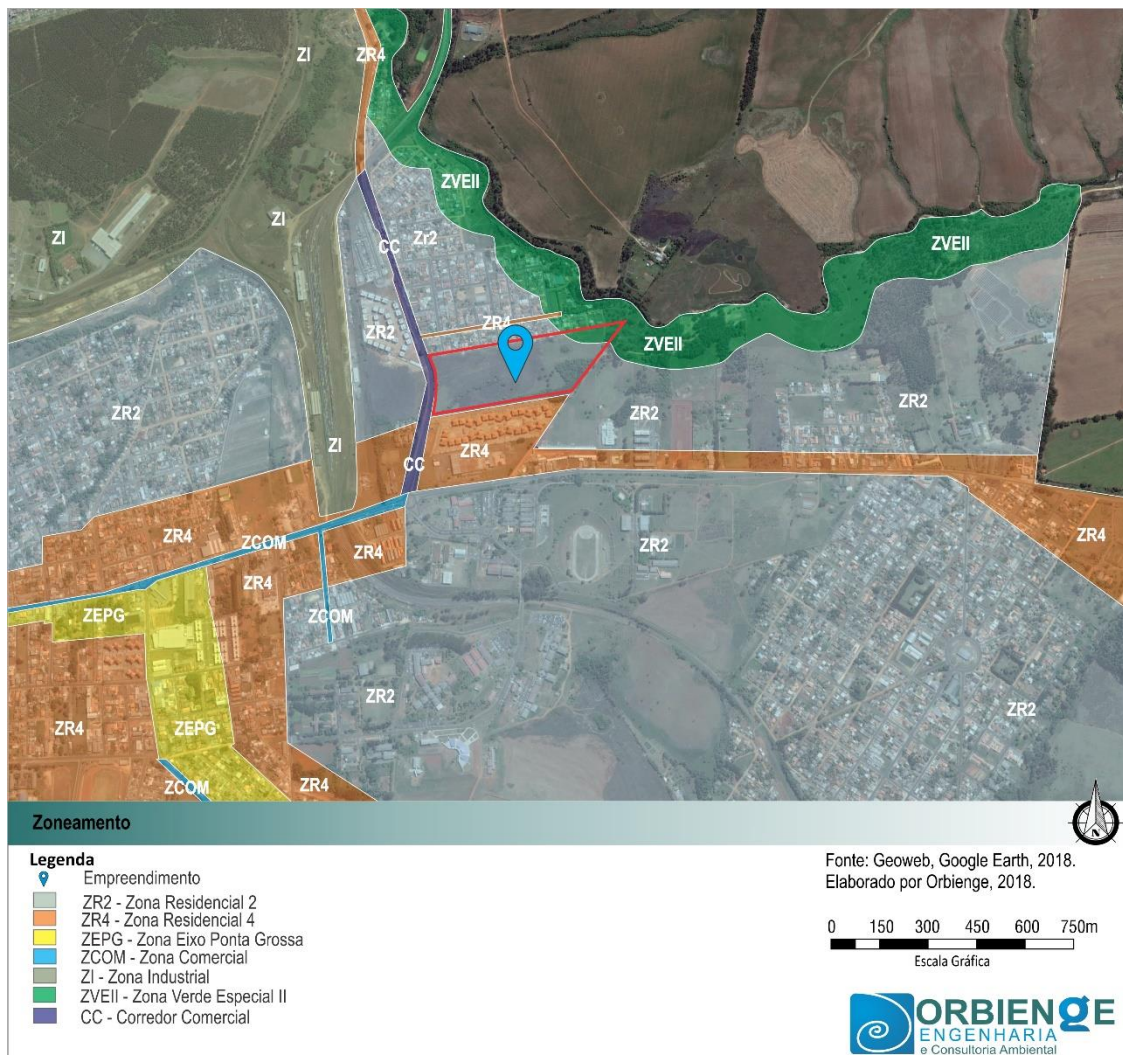 ZI
ZR4
ZVEII
ZI
ZI
CC
Zr2
ZVEII
ZR2
ZR4
ZVEII
ZR2
ZR2
ZR2
ZI
CC
ZR4
ZR4
ZCOM
ZR4
ZR4
ZR2
ZR4
ZEPG
ZCOM
ZR2
ZR2
ZR4
ZEPG
ZCOM
ZR4
Zoneamento
N
Legenda
Empreendimento
ZR2 - Zona Residencial 2
ZR4 - Zona Residencial 4
ZEPG - Zona Eixo Ponta Grossa
ZCOM - Zona Comercial
ZI - Zona Industrial
ZVEII - Zona Verde Especial II
CC - Corredor Comercial
Fonte: Geoweb, Google Earth, 2018.
Elaborado por Orbienge, 2018.
0 150 300 450 600 750m
Escala Gráfica
ORBIENGE
ENGENHARIA
e Consultoria Ambiental